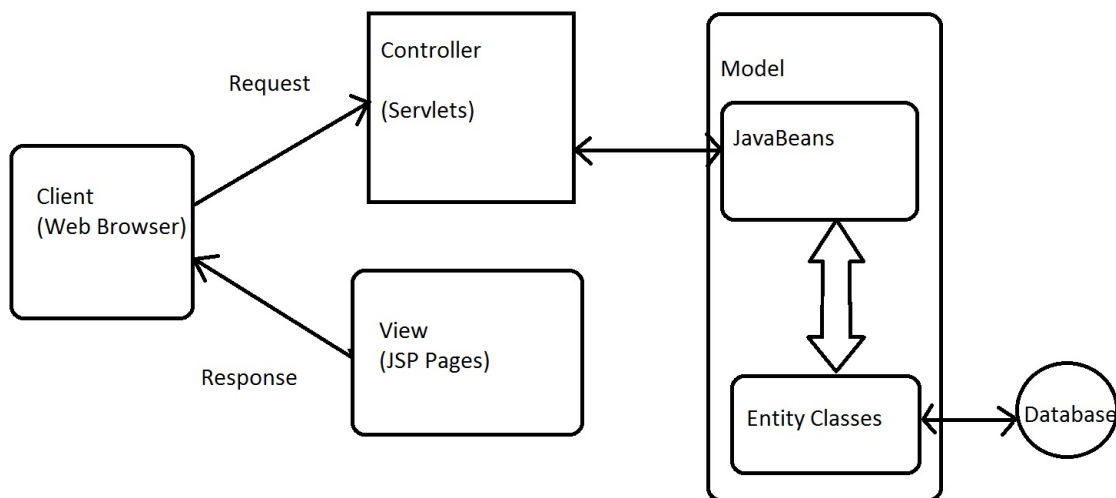 Request
Controller
(Servlets)
Model
JavaBeans
Client
(Web Browser)
View
(JSP Pages)
Response
Entity Classes
Database